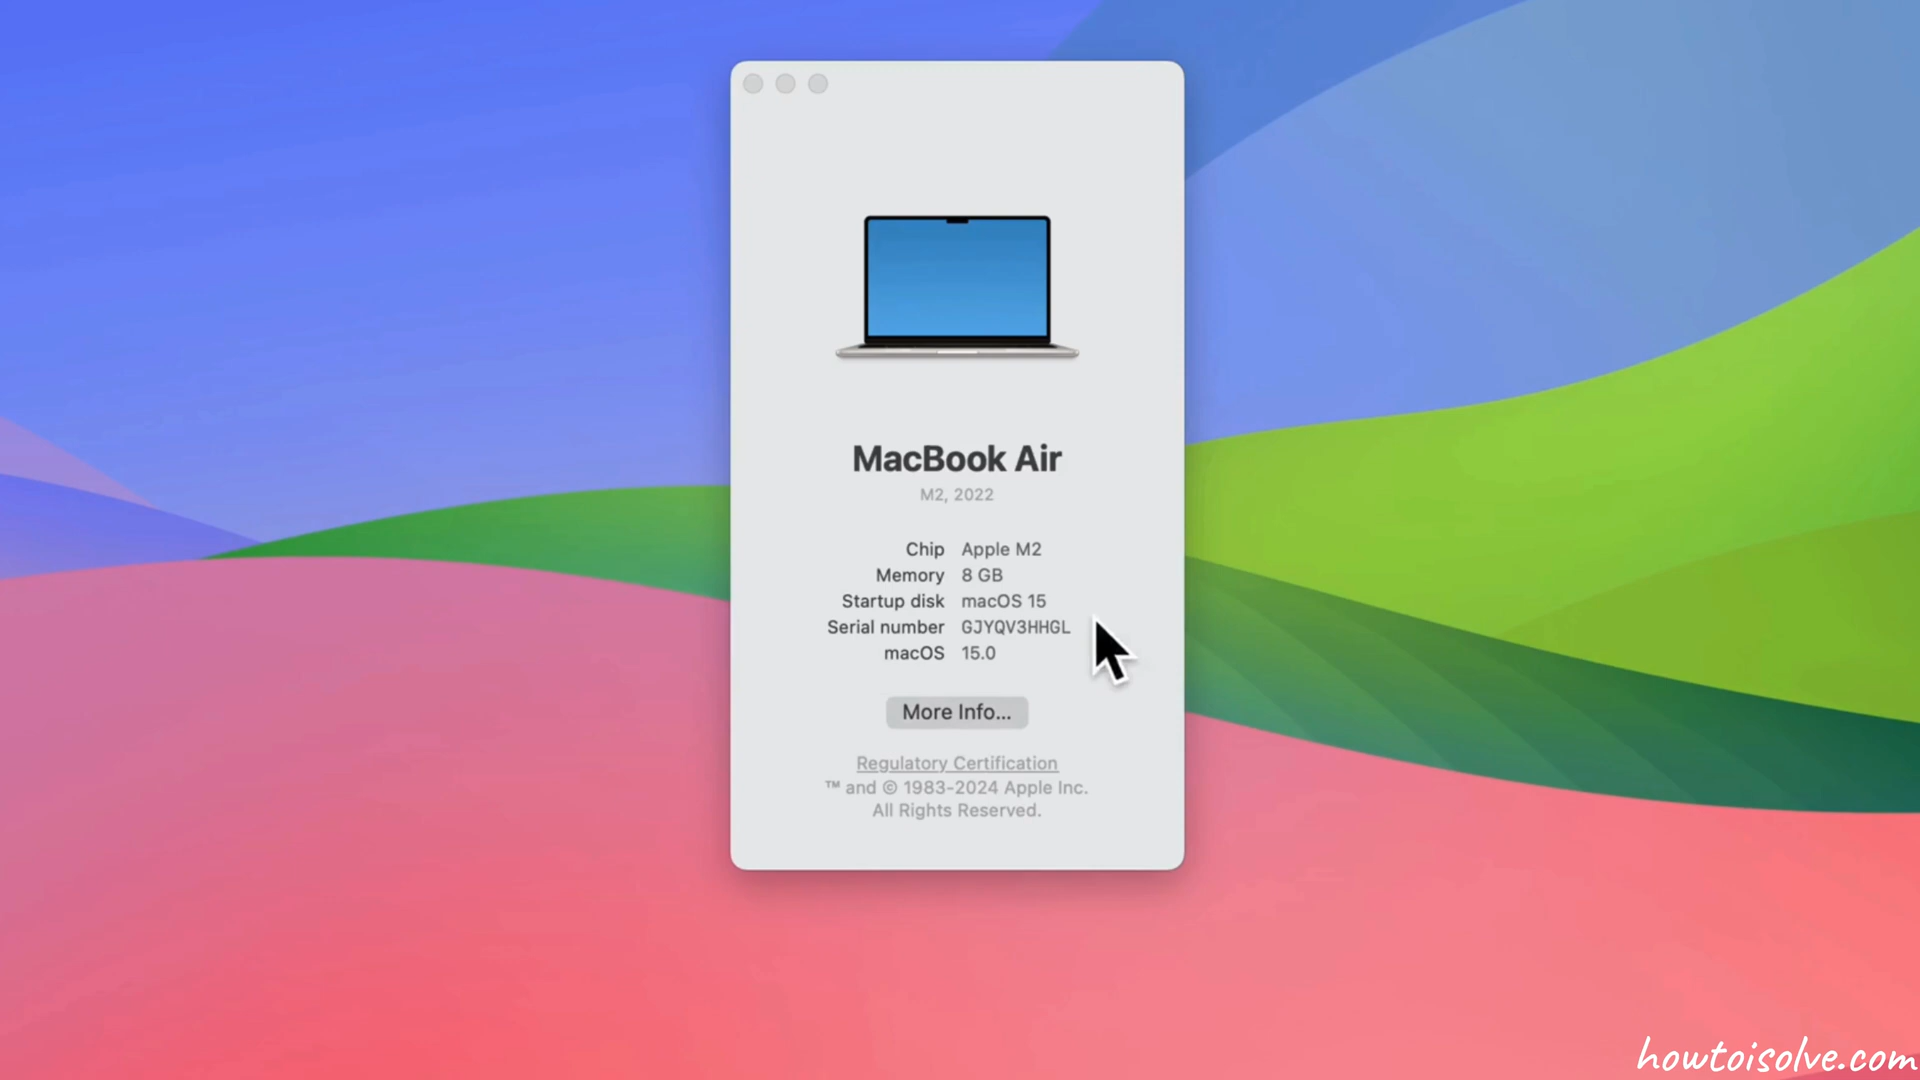 MacBook Air
M2, 2022
Chip Apple M2
Memory 8 GB
Startup disk macOS 15
Serial number GJYQV3HHGL
macOS 15.0
More Info...
Regulatory Certification
™ and © 1983-2024 Apple Inc.
All Rights Reserved.
howtoisolve.com